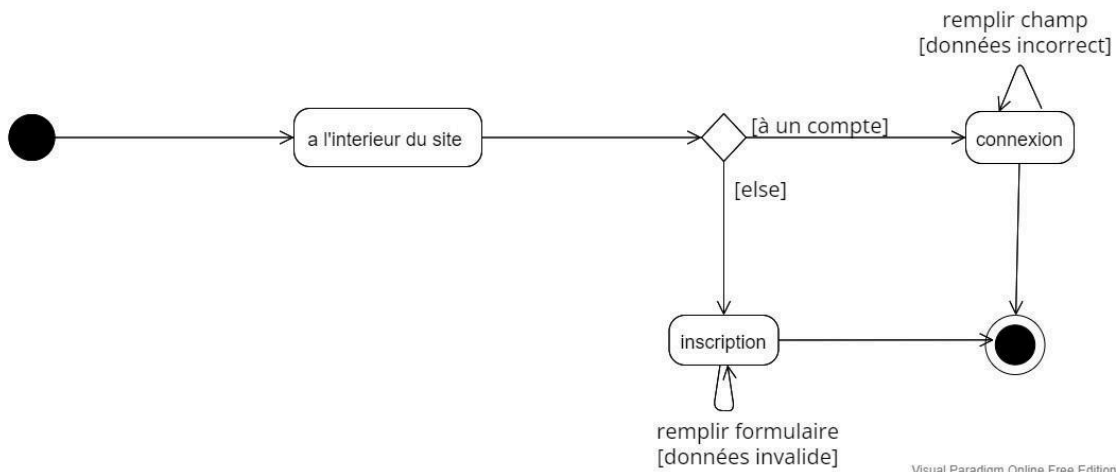 remplir champ
[données incorrect]
a l'interieur du site
[à un compte]
connexion
[else]
inscription
remplir formulaire
[données invalide]
Visual Paradigm Online Free Edition